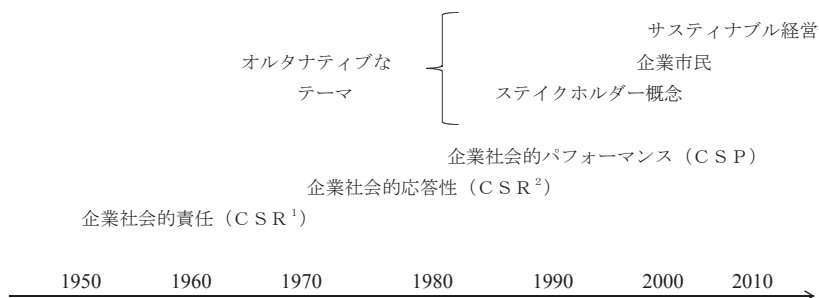 サスティナブル経営
オルタナティブな 企業市民
テーマ ステイクホルダー概念
企業社会的パフォーマンス（ＣＳＰ）
企業社会的応答性（ＣＳＲ²）
企業社会的責任（ＣＳＲ¹）
1950 1960 1970 1980 1990 2000 2010